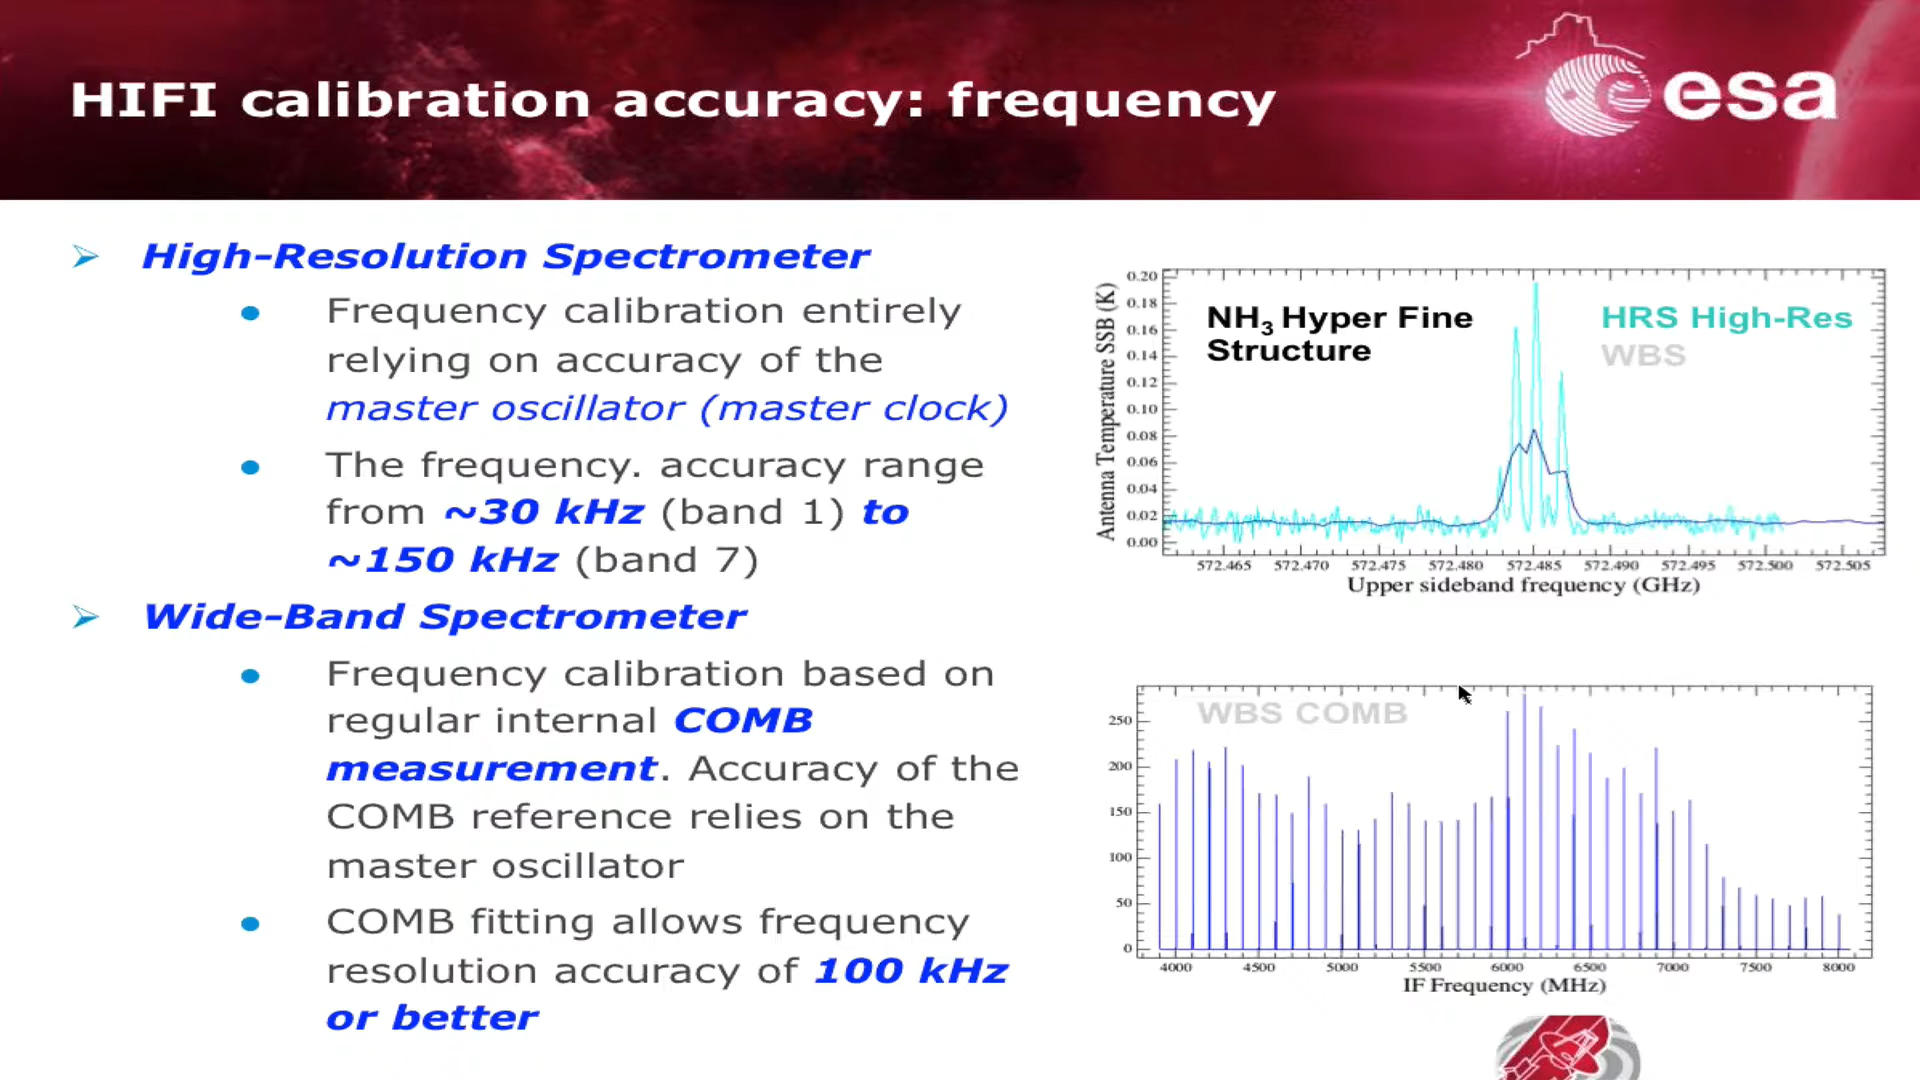 HIFI calibration accuracy: frequency
esa
High-Resolution Spectrometer
Frequency calibration entirely
relying on accuracy of the
master oscillator (master clock)
The frequency. accuracy range
from ~30 kHz (band 1) to
~150 kHz (band 7)
Wide-Band Spectrometer
Frequency calibration based on
regular internal COMB
measurement. Accuracy of the
COMB reference relies on the
master oscillator
COMB fitting allows frequency
resolution accuracy of 100 kHz
or better
NH3 Hyper Fine
Structure
HRS High-Res
WBS
Antenna Temperature SSB (K)
0.20
0.18
0.16
0.14
0.12
0.10
0.08
0.06
0.04
0.02
0.00
572.465 572.470 572.475 572.480 572.485 572.490 572.495 572.500 572.505
Upper sideband frequency (GHz)
WBS COMB
250
200
150
100
50
0
4000 4500 5000 5500 6000 6500 7000 7500 8000
IF Frequency (MHz)